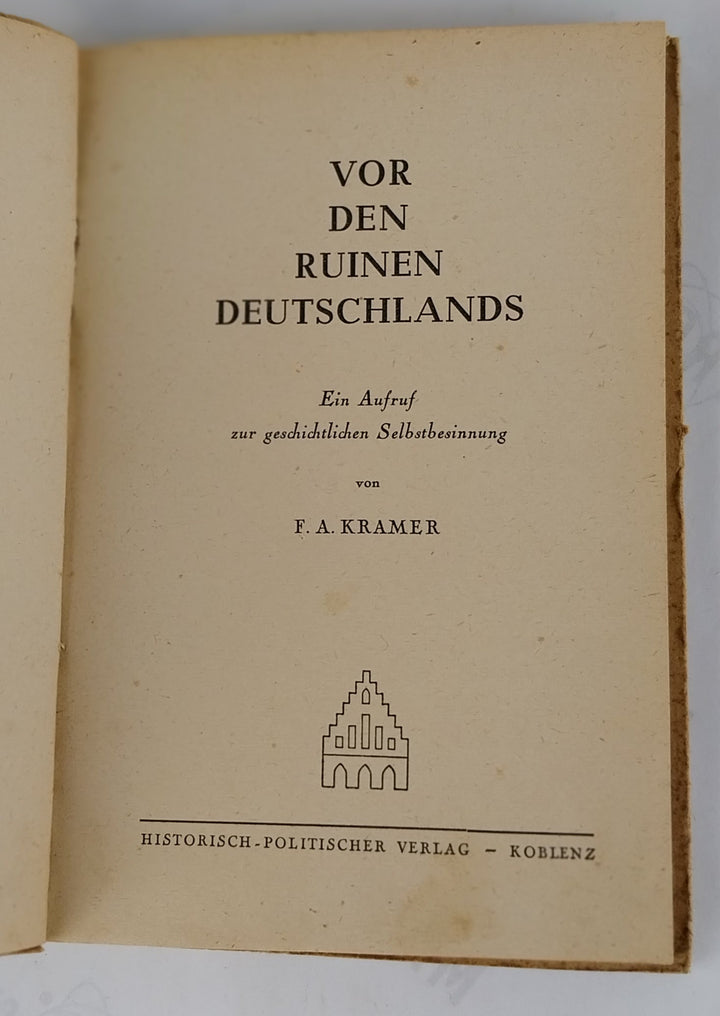 VOR
DEN
RUINEN
DEUTSCHLANDS
Ein Aufruf
zur geschichtlichen Selbstbesinnung
von
F. A. KRAMER
HISTORISCH-POLITISCHER VERLAG – KOBLENZ